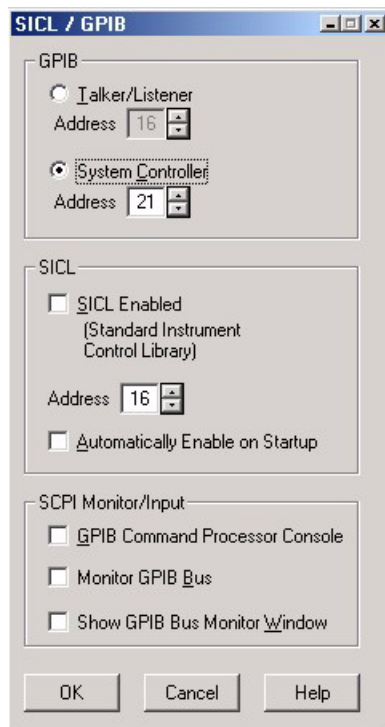 SICL / GPIB
GPIB
Talker/Listener
Address 16
System Controller
Address 21
SICL
SICL Enabled
(Standard Instrument
Control Library)
Address 16
Automatically Enable on Startup
SCPI Monitor/Input
GPIB Command Processor Console
Monitor GPIB Bus
Show GPIB Bus Monitor Window
OK Cancel Help